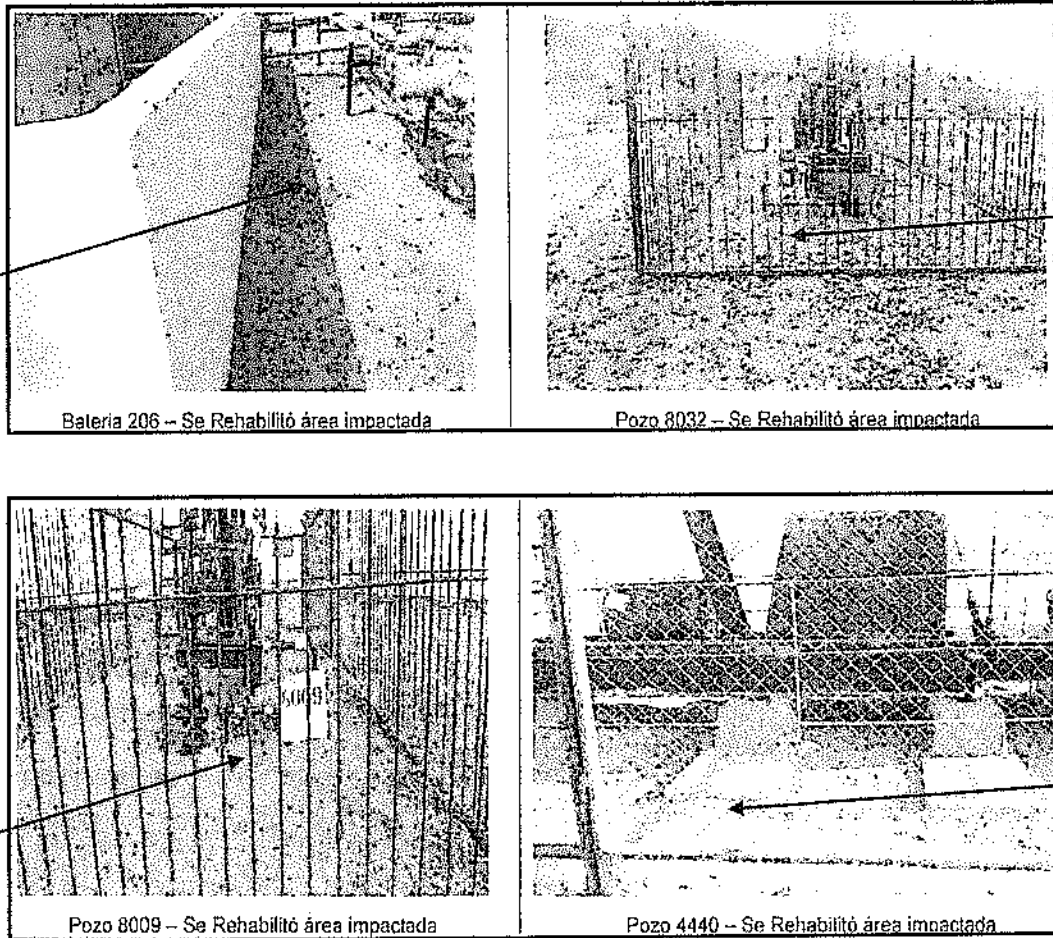 Bateria 206 – Se Rehabilitó área impactada
Pozo 8032 – Se Rehabilitó área impactada
Pozo 8009 – Se Rehabilitó área impactada
Pozo 4440 – Se Rehabilitó área impactada